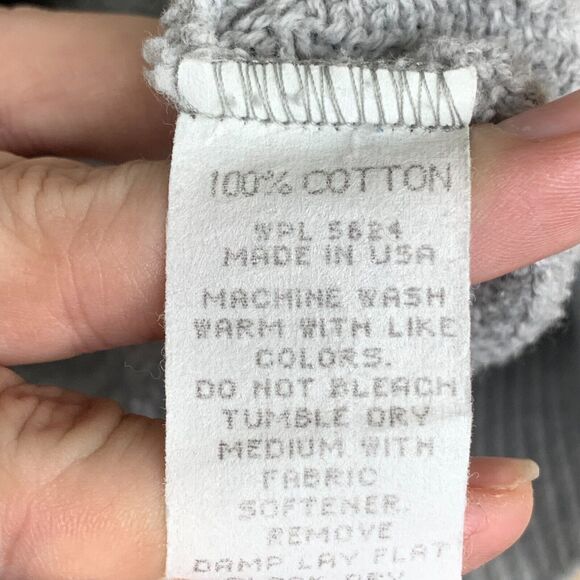 100% COTTON
WPL 5624
MADE IN USA
MACHINE WASH
WARM WITH LIKE
COLORS.
DO NOT BLEACH
TUMBLE DRY
MEDIUM WITH
FABRIC
SOFTENER.
REMOVE
DAMP LAY FLAT